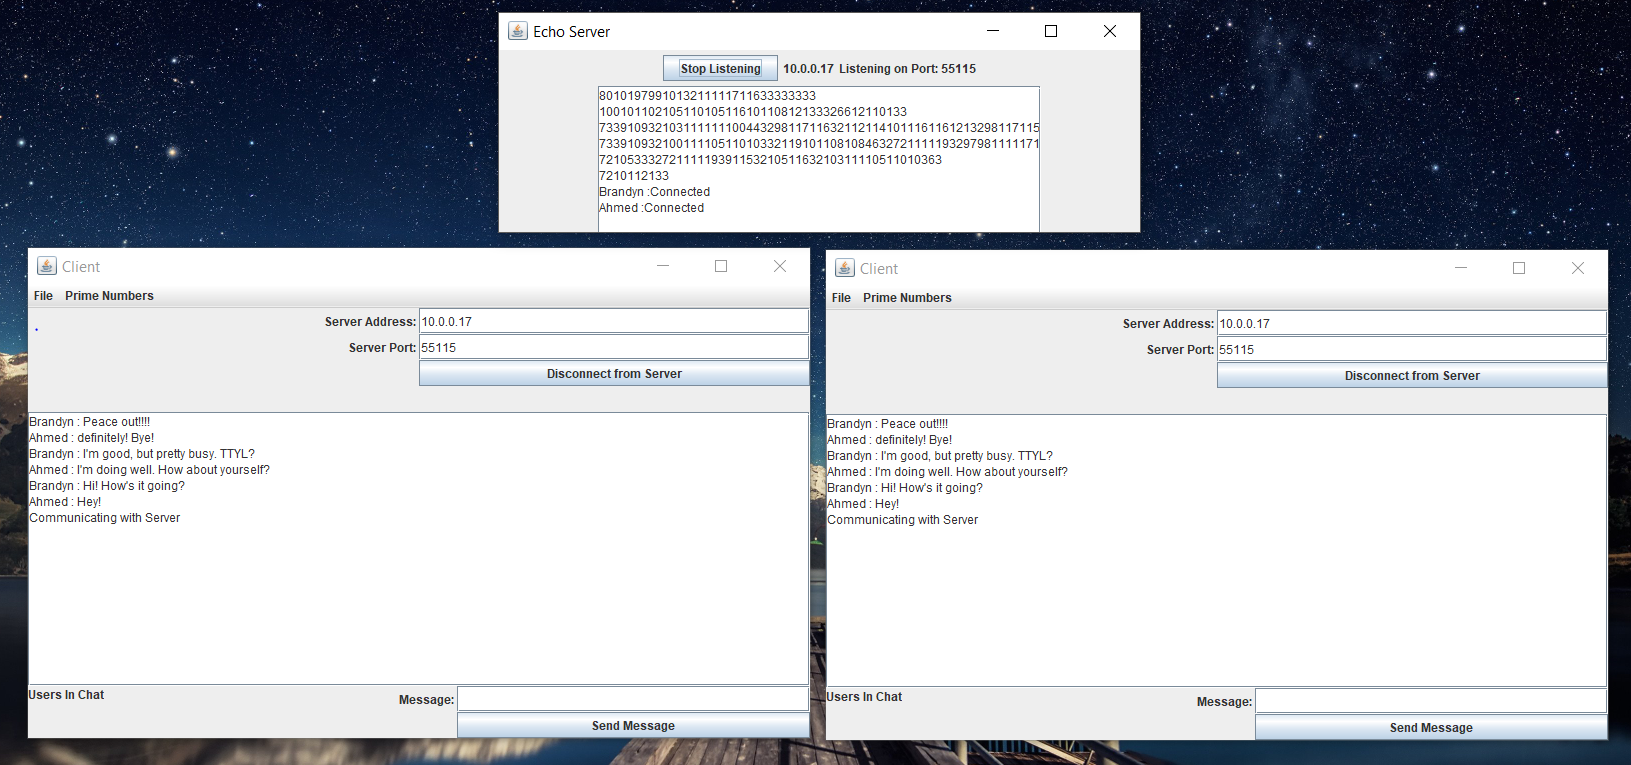 Echo Server
Stop Listening 10.0.0.17 Listening on Port: 55115
8010197991013211111711633333333
10010110210511010511610110812133326612110133
73391093210311111110044329811711632112114101116116121329811711​5
7339109321001111051101033211910110810846327211111932979811111171
72105333272111119391153210511632103111105110​10363
7210112133
Brandyn :Connected
Ahmed :Connected
Client
File Prime Numbers
Server Address: 10.0.0.17
Server Port: 55115
Disconnect from Server
Brandyn : Peace out!!!!
Ahmed : definitely! Bye!
Brandyn : I'm good, but pretty busy. TTYL?
Ahmed : I'm doing well. How about yourself?
Brandyn : Hi! How's it going?
Ahmed : Hey!
Communicating with Server
Users In Chat
Message:
Send Message
Client
File Prime Numbers
Server Address: 10.0.0.17
Server Port: 55115
Disconnect from Server
Brandyn : Peace out!!!!
Ahmed : definitely! Bye!
Brandyn : I'm good, but pretty busy. TTYL?
Ahmed : I'm doing well. How about yourself?
Brandyn : Hi! How's it going?
Ahmed : Hey!
Communicating with Server
Users In Chat
Message:
Send Message